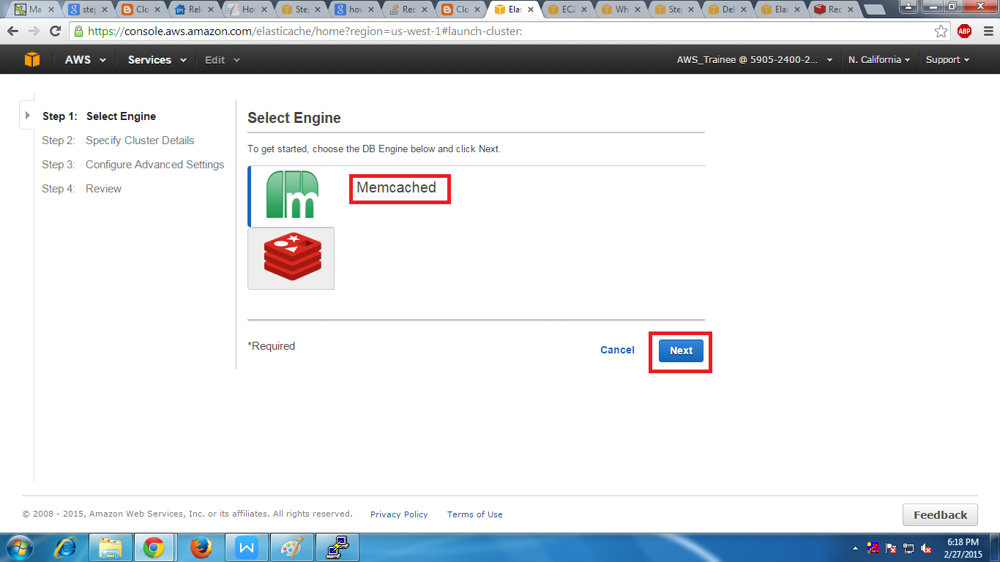 Ma
ste
Clo
Rel
Hov
Ste
hov
Rec
Clo
Elas
EC2
Wh
Ste
Del
Elas
Rec
https://console.aws.amazon.com/elasticache/home?region=us-west-1#launch-cluster:
ABP
AWS Services Edit AWS_Trainee @ 5905-2400-2... N. California Support
Step 1: Select Engine
Step 2: Specify Cluster Details
Step 3: Configure Advanced Settings
Step 4: Review
Select Engine
To get started, choose the DB Engine below and click Next.
m
Memcached
*Required
Cancel Next
© 2008 - 2015, Amazon Web Services, Inc. or its affiliates. All rights reserved. Privacy Policy Terms of Use
Feedback
W
6:18 PM
2/27/2015